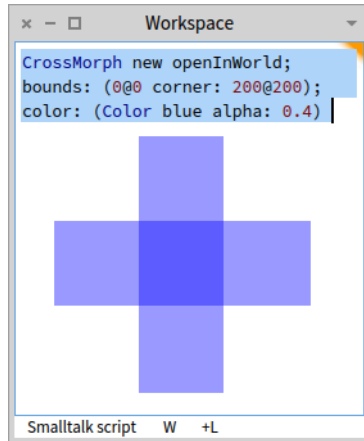 Workspace
CrossMorph new openInWorld;
bounds: (0@0 corner: 200@200);
color: (Color blue alpha: 0.4)
Smalltalk script W +L